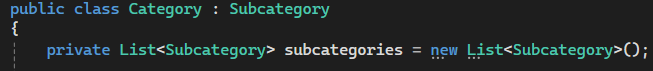 public class Category : Subcategory
{
private List<Subcategory> subcategories = new List<Subcategory>();